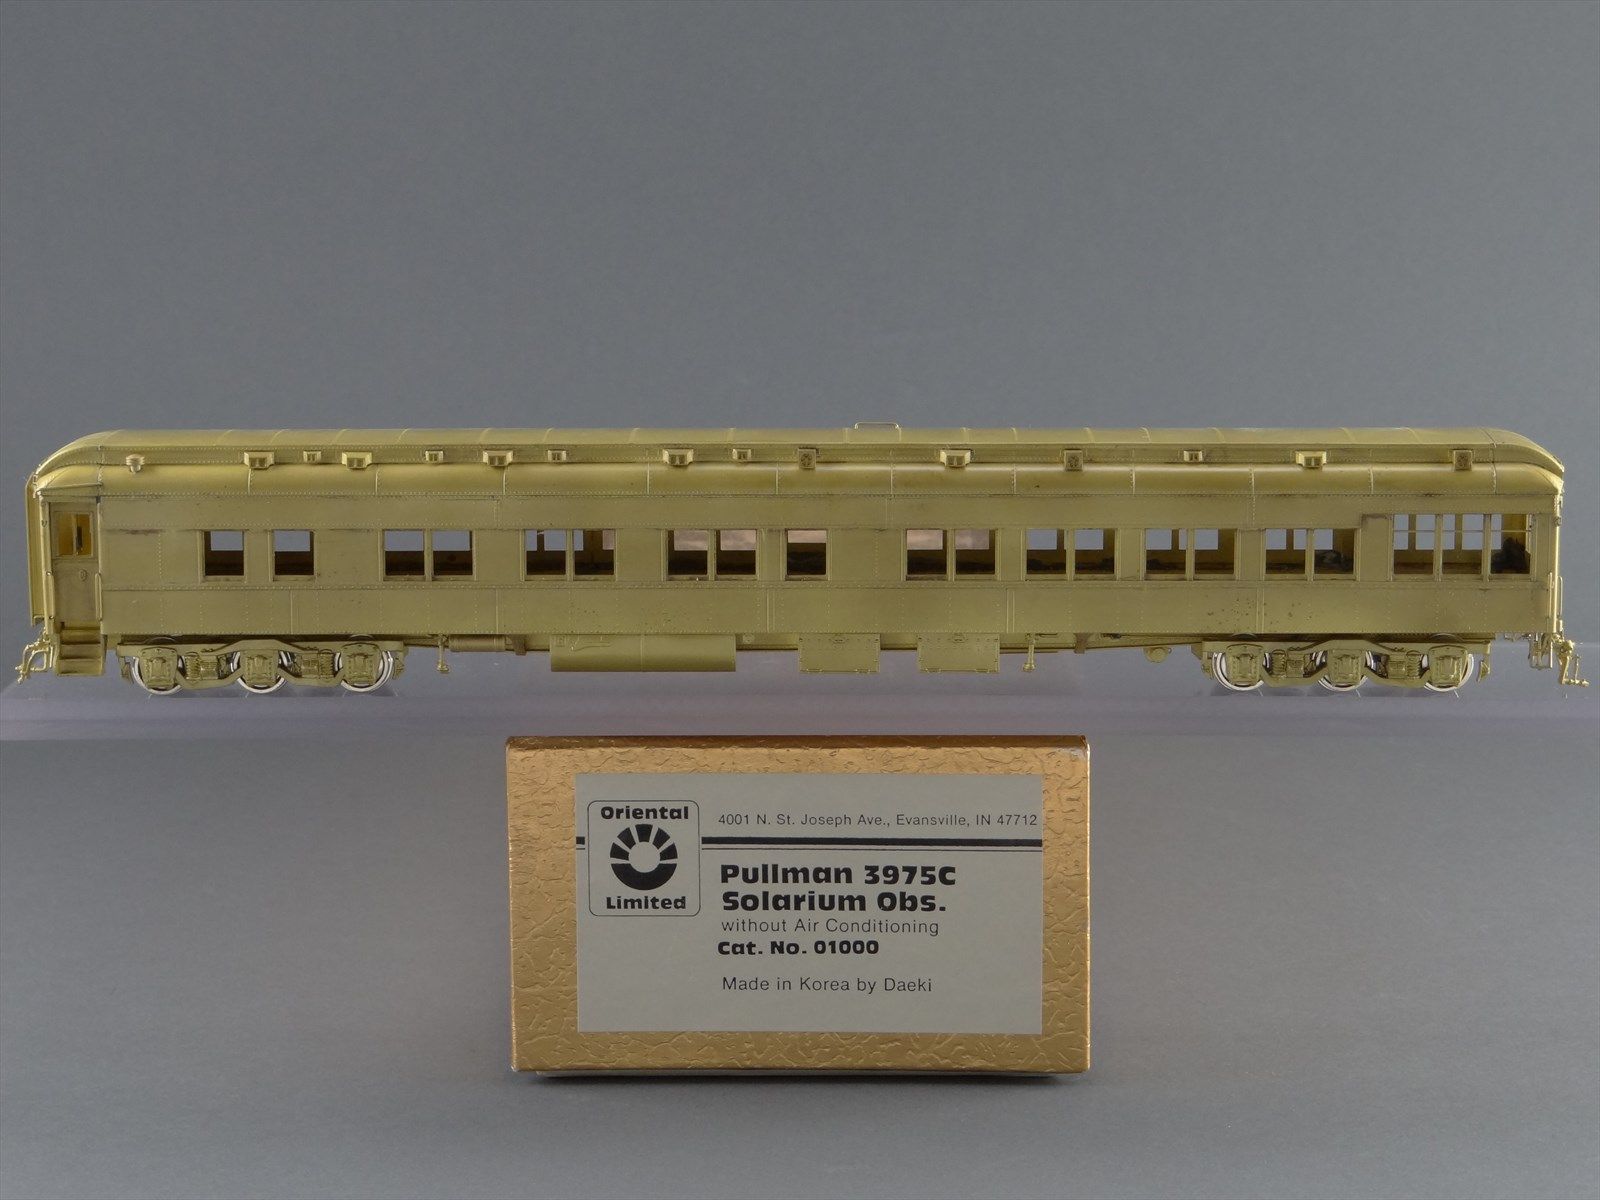 Oriental
Limited
4001 N. St. Joseph Ave., Evansville, IN 47712
Pullman 3975C
Solarium Obs.
without Air Conditioning
Cat. No. 01000
Made in Korea by Daeki